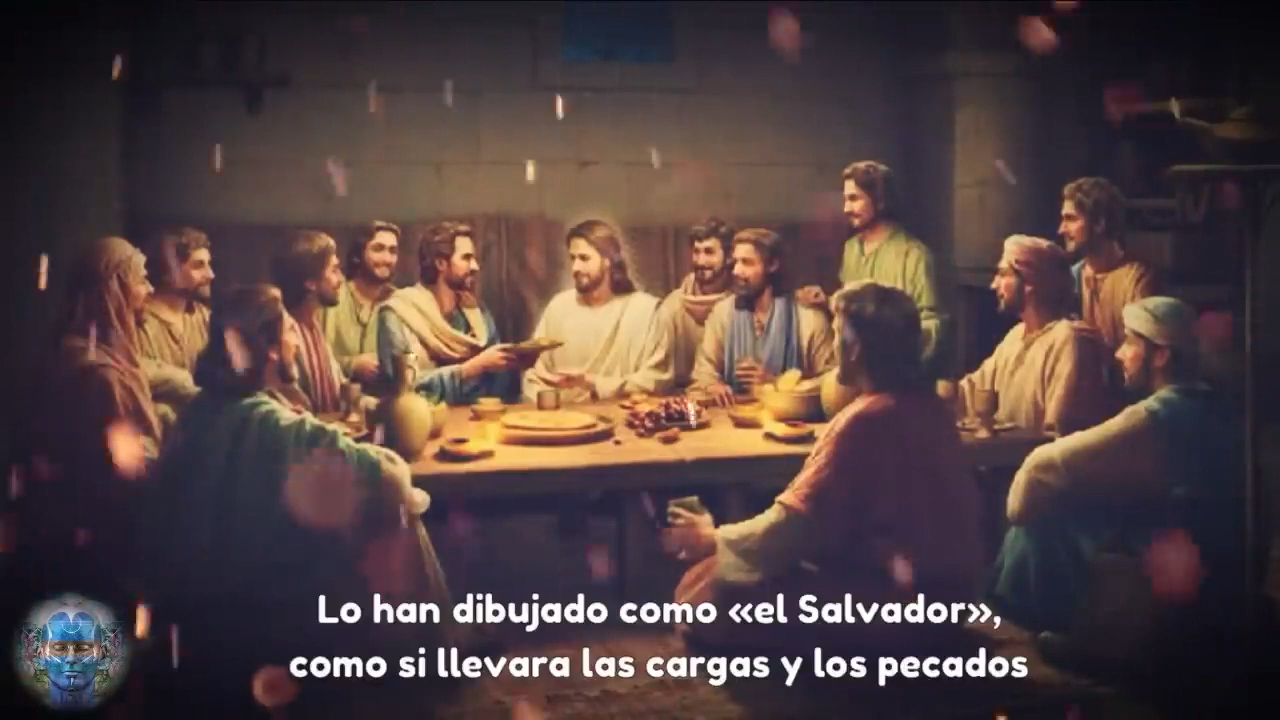 Lo han dibujado como «el Salvador»,
como si llevara las cargas y los pecados